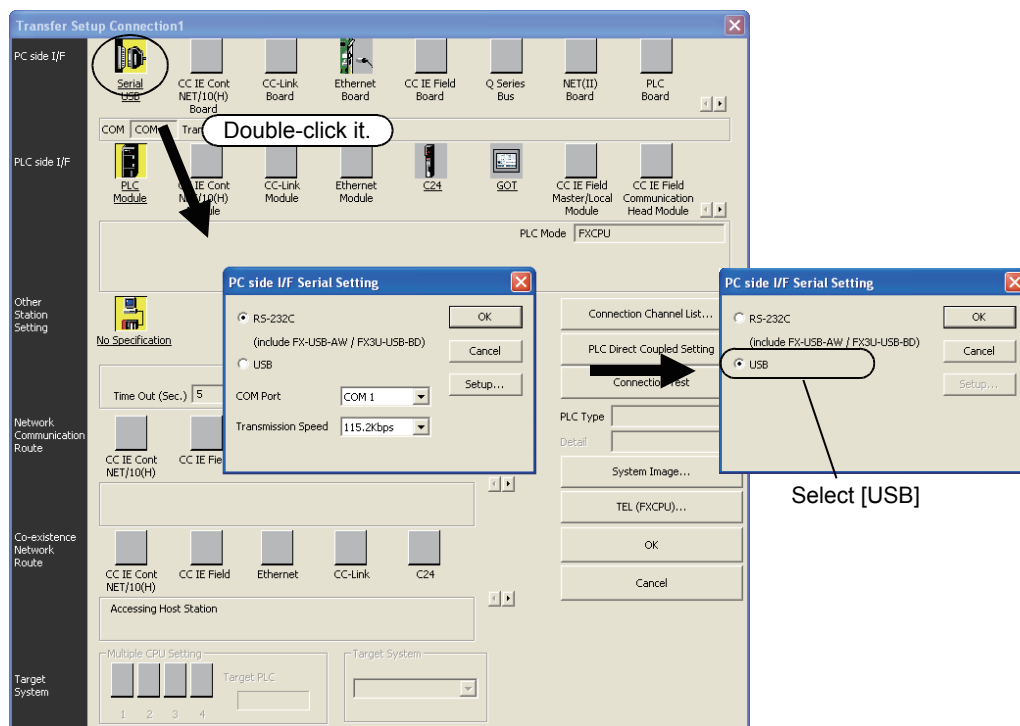 Transfer Setup Connection1
PC side I/F
Serial
USB
CC IE Cont
NET/10(H)
Board
CC-Link
Board
Ethernet
Board
CC IE Field
Board
Q Series
Bus
NET(II)
Board
PLC
Board
COM COM
Double-click it.
PLC side I/F
PLC
Module
CC-Link
Module
Ethernet
Module
C24
GOT
CC IE Field
Master/Local
Module
CC IE Field
Communication
Head Module
PLC Mode FXCPU
Other
Station
Setting
No Specification
Time Out (Sec.) 5
PC side I/F Serial Setting
RS-232C
(include FX-USB-AW / FX3U-USB-BD)
USB
COM Port COM 1
Transmission Speed 115.2Kbps
OK
Cancel
Setup...
Connection Channel List...
PLC Direct Coupled Setting
PLC Type
Detail
System Image...
TEL (FXCPU)...
OK
Cancel
PC side I/F Serial Setting
RS-232C
(include FX-USB-AW / FX3U-USB-BD)
USB
OK
Cancel
Setup...
Select [USB]
Network
Communication
Route
CC IE Cont
NET/10(H)
CC IE
Co-existence
Network
Route
CC IE Cont
NET/10(H)
CC IE Field
Ethernet
CC-Link
C24
Accessing Host Station
Target
System
Multiple CPU Setting
1 2 3 4
Target PLC
Target System